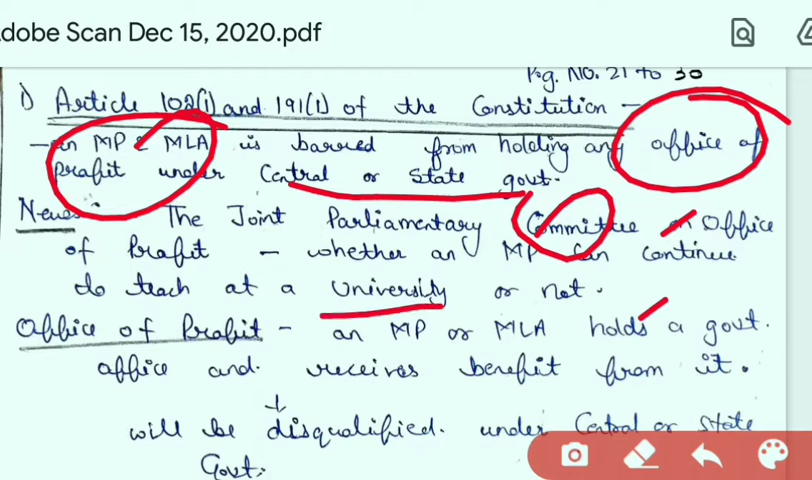 Adobe Scan Dec 15, 2020.pdf
Pg. No. 21 to 30
1) Article 102(1) and 191(1) of the Constitution -
- an MP & MLA is barred from holding any office of
Profit under Central or State govt.
News:- The Joint Parliamentary Committee on Office
of Profit - whether an MP can continue
do teach at a University or not.
Office of Profit - an MP or MLA holds a govt.
office and receives benefit from it.
will be disqualified. under Central or State
Govt.